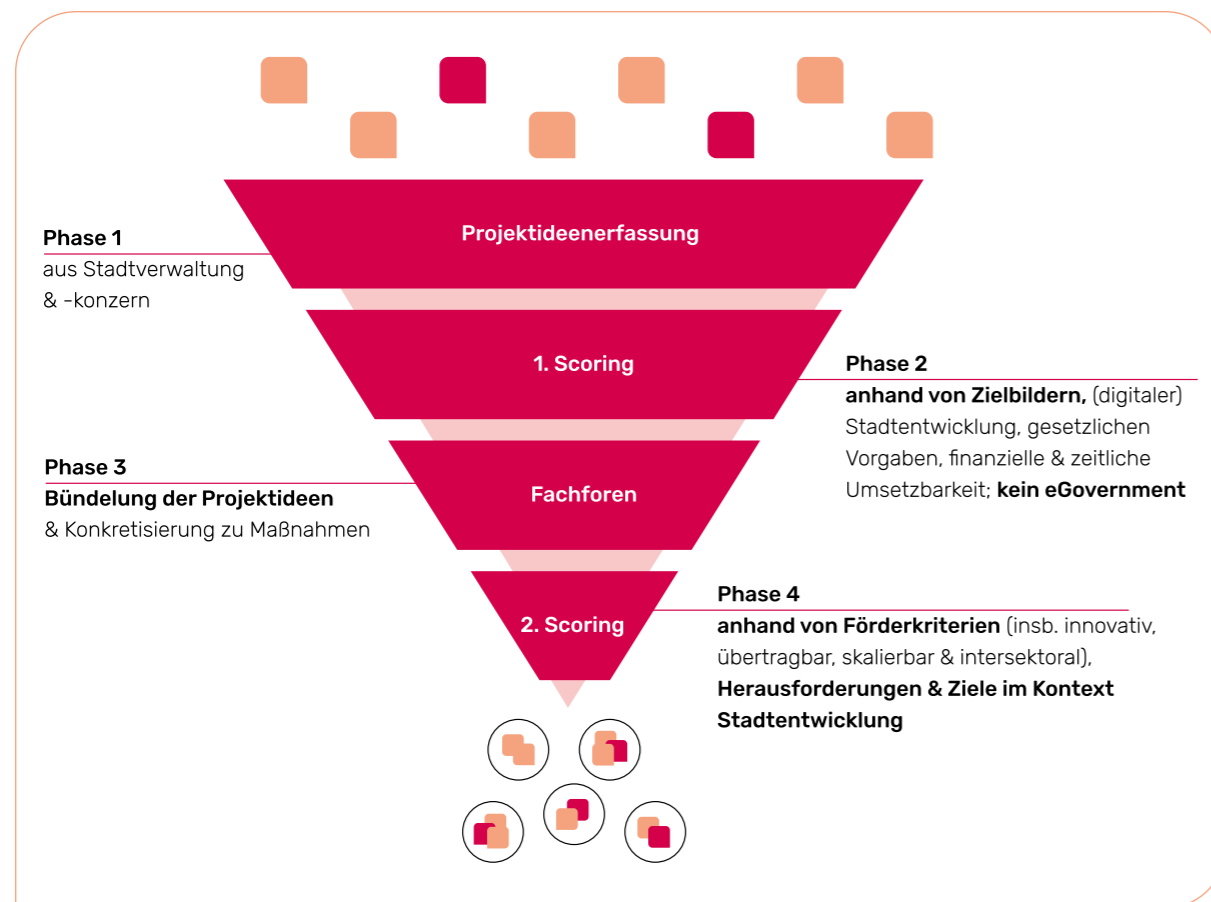 Projektideenerfassung
Phase 1
aus Stadtverwaltung
& -konzern
1. Scoring
Phase 2
anhand von Zielbildern, (digitaler)
Stadtentwicklung, gesetzlichen
Vorgaben, finanzielle & zeitliche
Umsetzbarkeit; kein eGovernment
Fachforen
Phase 3
Bündelung der Projektideen
& Konkretisierung zu Maßnahmen
2. Scoring
Phase 4
anhand von Förderkriterien (insb. innovativ,
übertragbar, skalierbar & intersektoral),
Herausforderungen & Ziele im Kontext
Stadtentwicklung